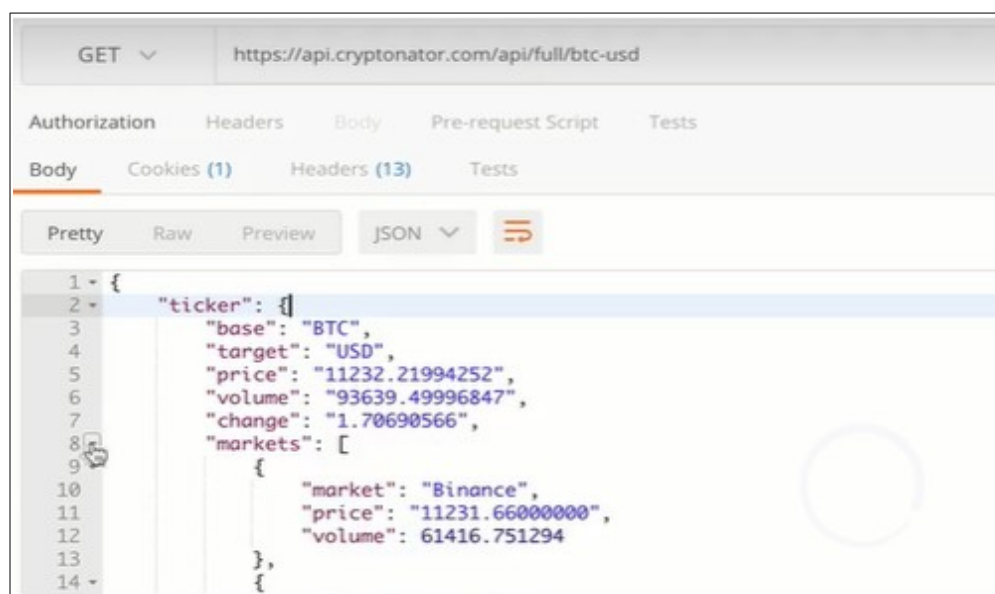 GET https://api.cryptonator.com/api/full/btc-usd
Authorization Headers Body Pre-request Script Tests
Body Cookies (1) Headers (13) Tests
Pretty Raw Preview JSON
1 {
2 "ticker": {
3 "base": "BTC",
4 "target": "USD",
5 "price": "11232.21994252",
6 "volume": "93639.49996847",
7 "change": "1.70690566",
8 "markets": [
9 {
10 "market": "Binance",
11 "price": "11231.66000000",
12 "volume": 61416.751294
13 },
14 {